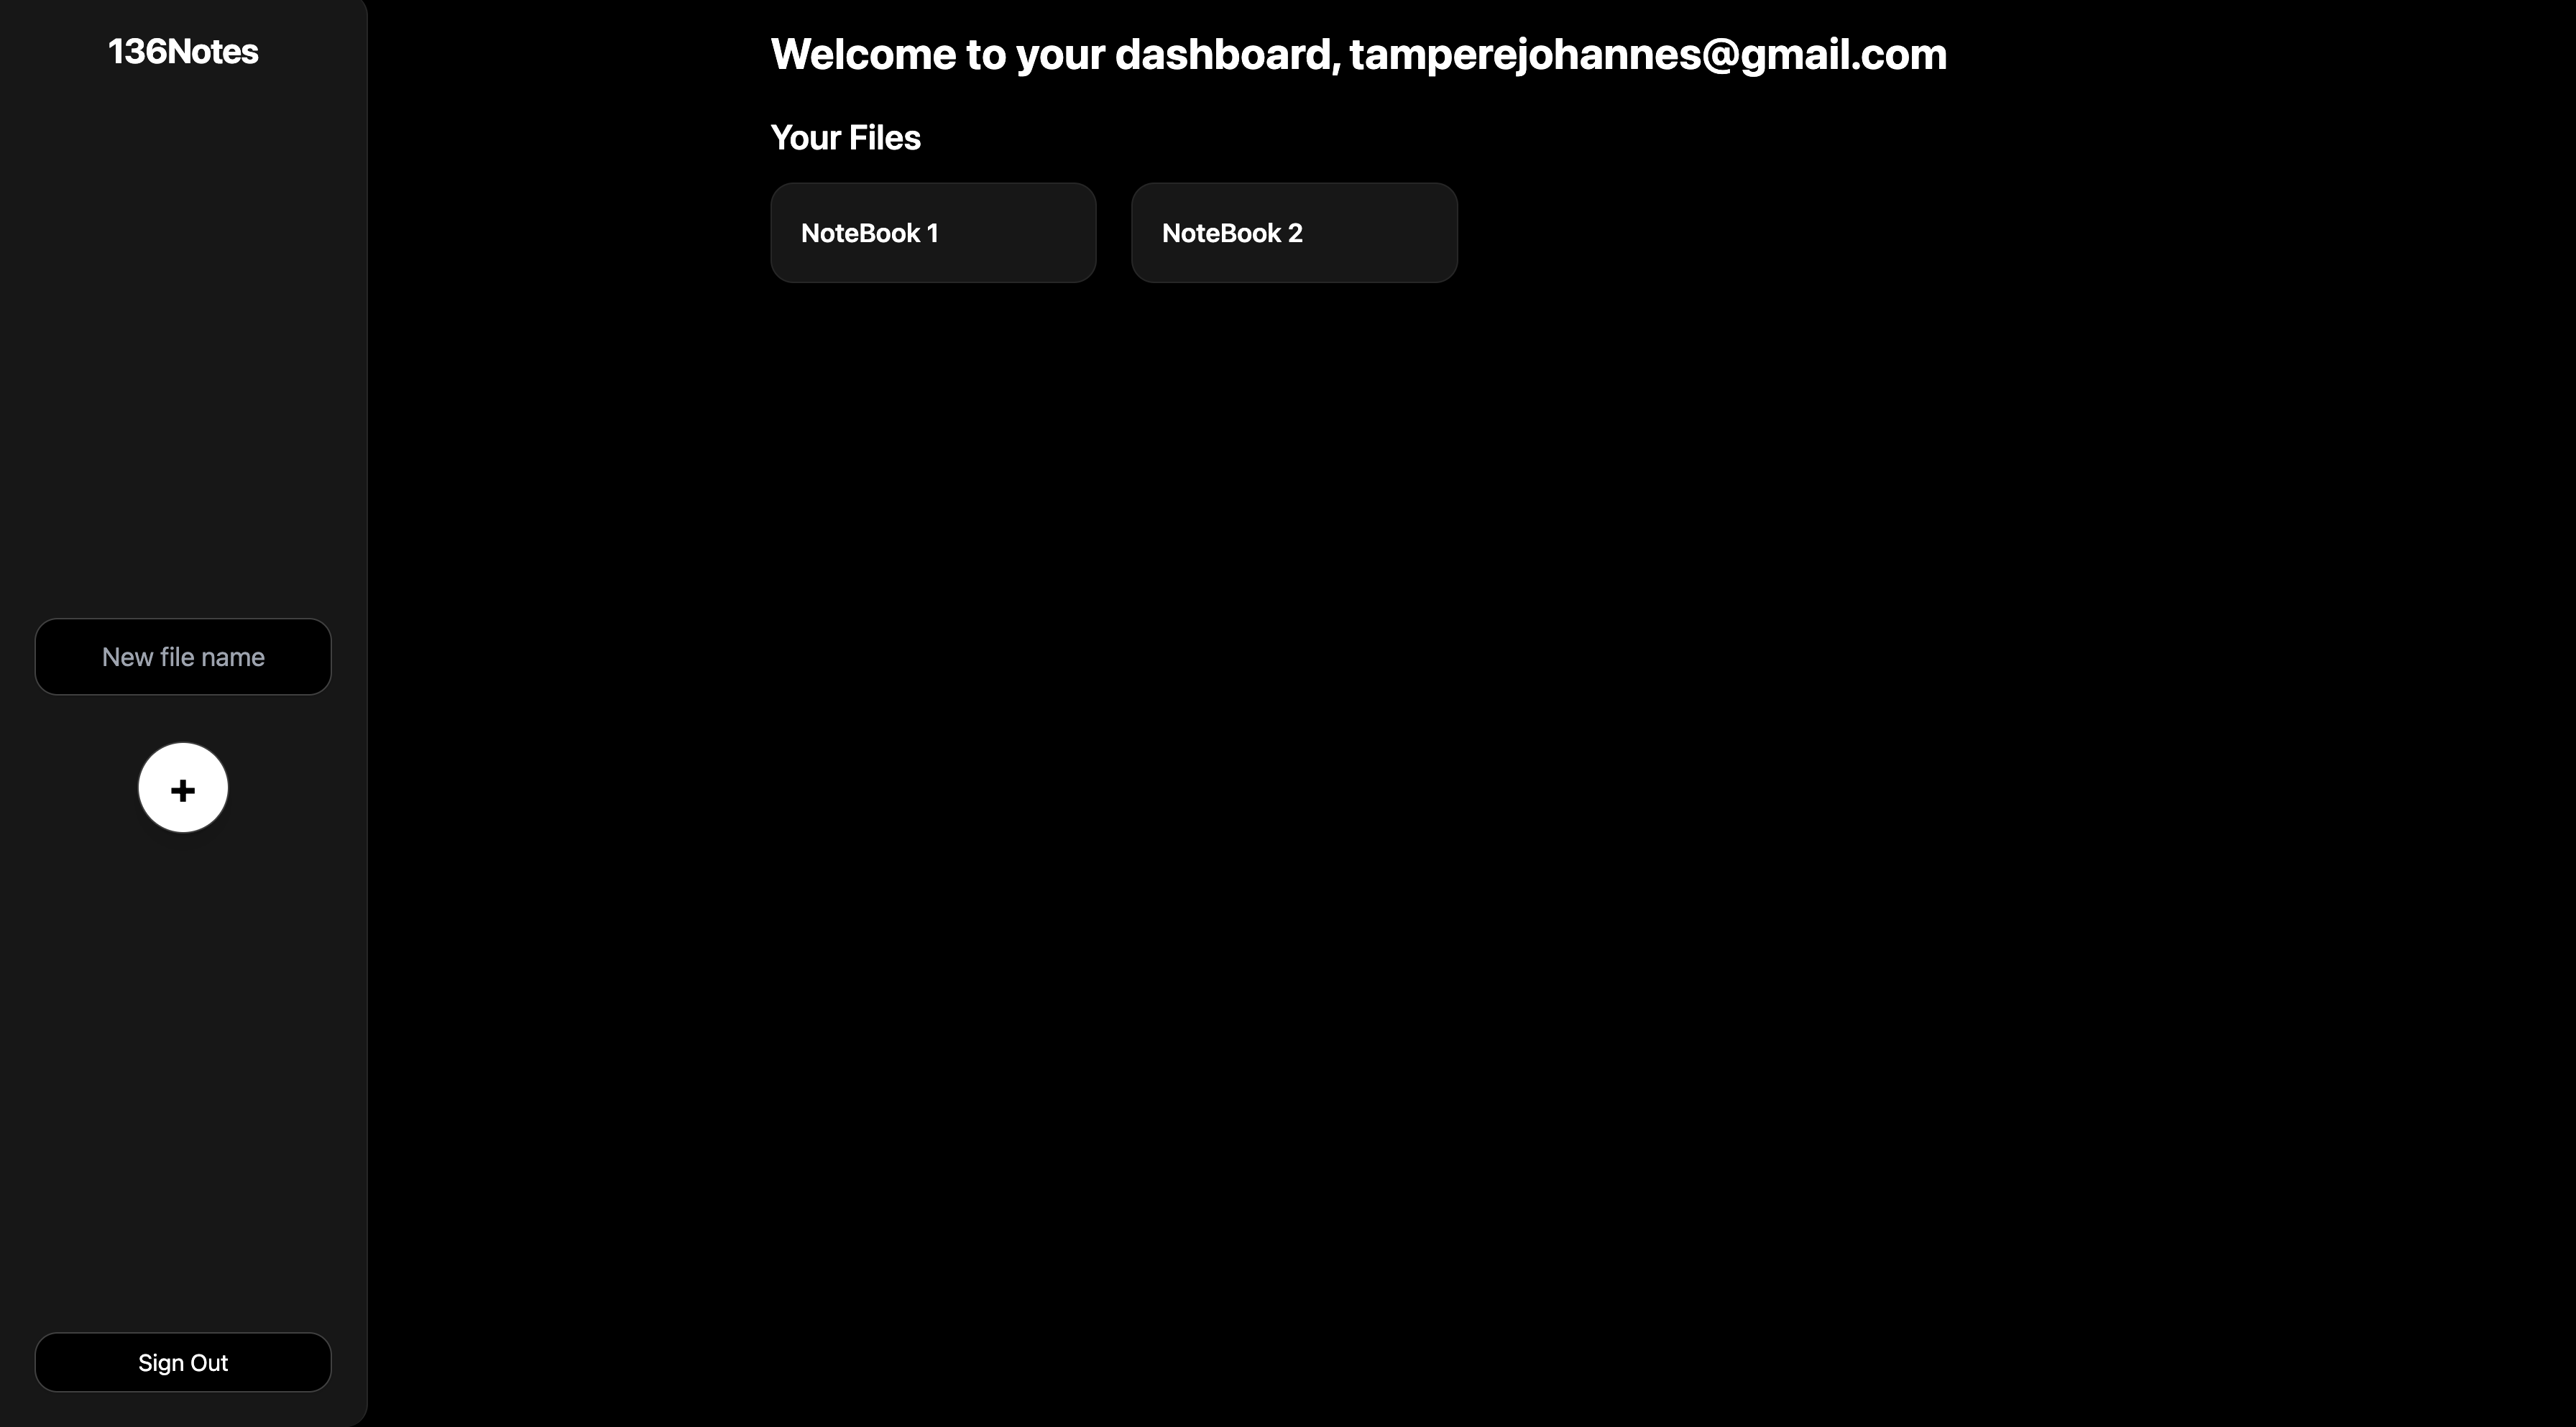 136Notes
New file name
+
Sign Out
Welcome to your dashboard, tamperejohannes@gmail.com
Your Files
NoteBook 1
NoteBook 2